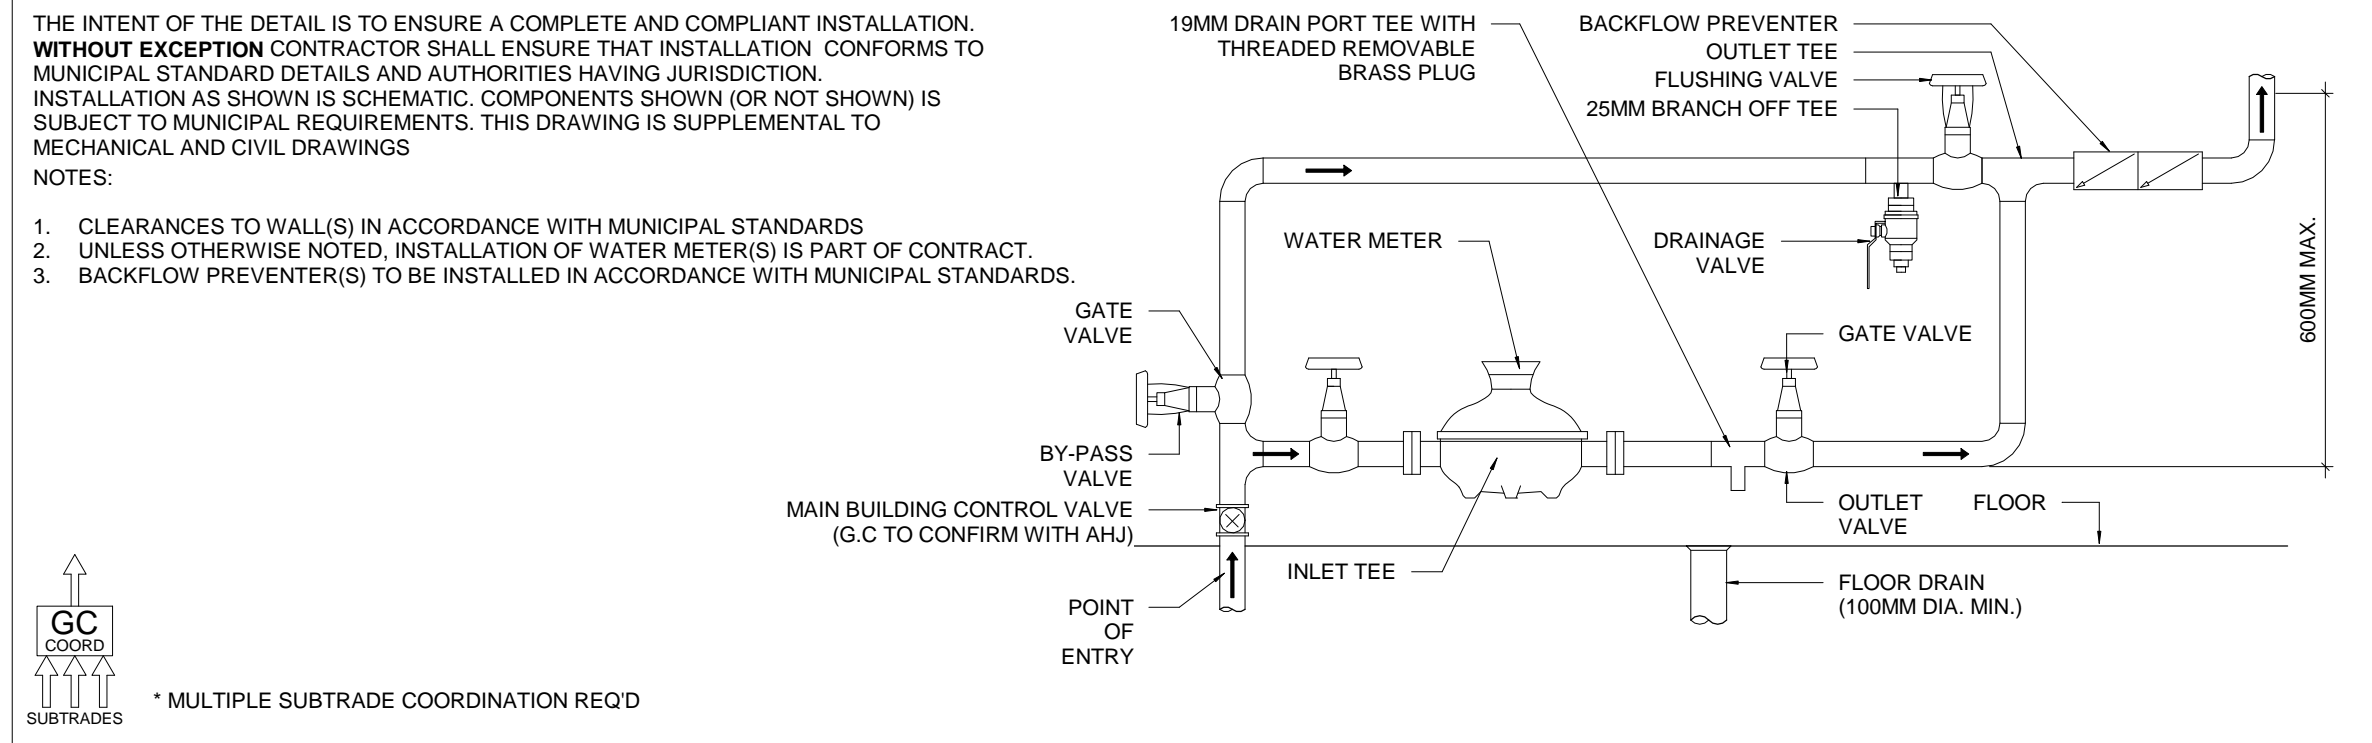 THE INTENT OF THE DETAIL IS TO ENSURE A COMPLETE AND COMPLIANT INSTALLATION.
WITHOUT EXCEPTION CONTRACTOR SHALL ENSURE THAT INSTALLATION CONFORMS TO
MUNICIPAL STANDARD DETAILS AND AUTHORITIES HAVING JURISDICTION.
INSTALLATION AS SHOWN IS SCHEMATIC. COMPONENTS SHOWN (OR NOT SHOWN) IS
SUBJECT TO MUNICIPAL REQUIREMENTS. THIS DRAWING IS SUPPLEMENTAL TO
MECHANICAL AND CIVIL DRAWINGS
NOTES:
1. CLEARANCES TO WALL(S) IN ACCORDANCE WITH MUNICIPAL STANDARDS
2. UNLESS OTHERWISE NOTED, INSTALLATION OF WATER METER(S) IS PART OF CONTRACT.
3. BACKFLOW PREVENTER(S) TO BE INSTALLED IN ACCORDANCE WITH MUNICIPAL STANDARDS.
19MM DRAIN PORT TEE WITH
THREADED REMOVABLE
BRASS PLUG
BACKFLOW PREVENTER
OUTLET TEE
FLUSHING VALVE
25MM BRANCH OFF TEE
WATER METER
DRAINAGE
VALVE
600MM MAX.
GATE
VALVE
GATE VALVE
BY-PASS
VALVE
MAIN BUILDING CONTROL VALVE
(G.C TO CONFIRM WITH AHJ)
OUTLET
VALVE
FLOOR
INLET TEE
FLOOR DRAIN
(100MM DIA. MIN.)
POINT
OF
ENTRY
GC
COORD
SUBTRADES
* MULTIPLE SUBTRADE COORDINATION REQ'D